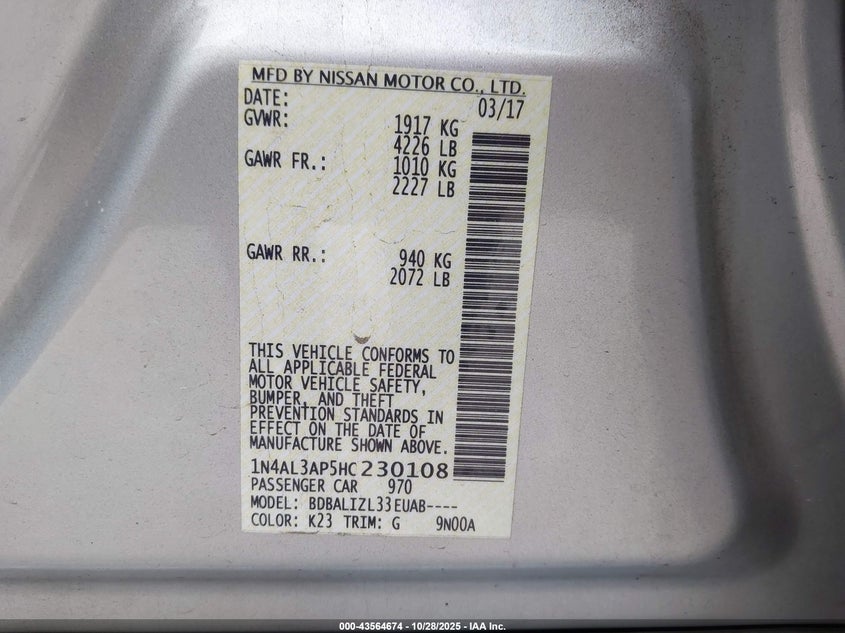 MFD BY NISSAN MOTOR CO., LTD.
DATE: 03/17
GVWR: 1917 KG
4226 LB
GAWR FR.: 1010 KG
2227 LB
GAWR RR.: 940 KG
2072 LB
THIS VEHICLE CONFORMS TO
ALL APPLICABLE FEDERAL
MOTOR VEHICLE SAFETY,
BUMPER, AND THEFT
PREVENTION STANDARDS IN
EFFECT ON THE DATE OF
MANUFACTURE SHOWN ABOVE.
1N4AL3AP5HC230108
PASSENGER CAR 970
MODEL: BDBALIZL33EUAB----
COLOR: K23 TRIM: G 9N00A
000-43564674 - 10/28/2025 - IAA Inc.